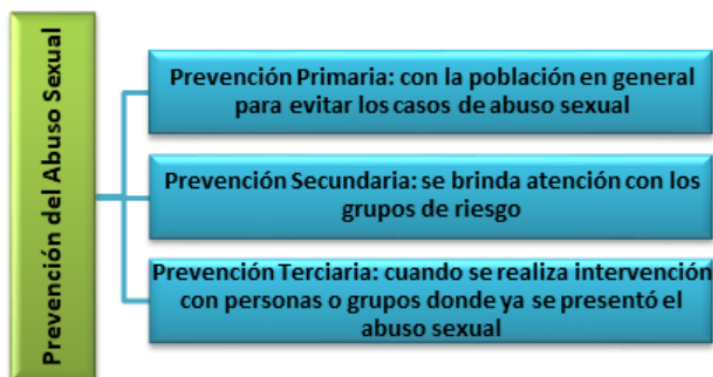 Prevención del Abuso Sexual
Prevención Primaria: con la población en general
para evitar los casos de abuso sexual
Prevención Secundaria: se brinda atención con los
grupos de riesgo
Prevención Terciaria: cuando se realiza intervención
con personas o grupos donde ya se presentó el
abuso sexual